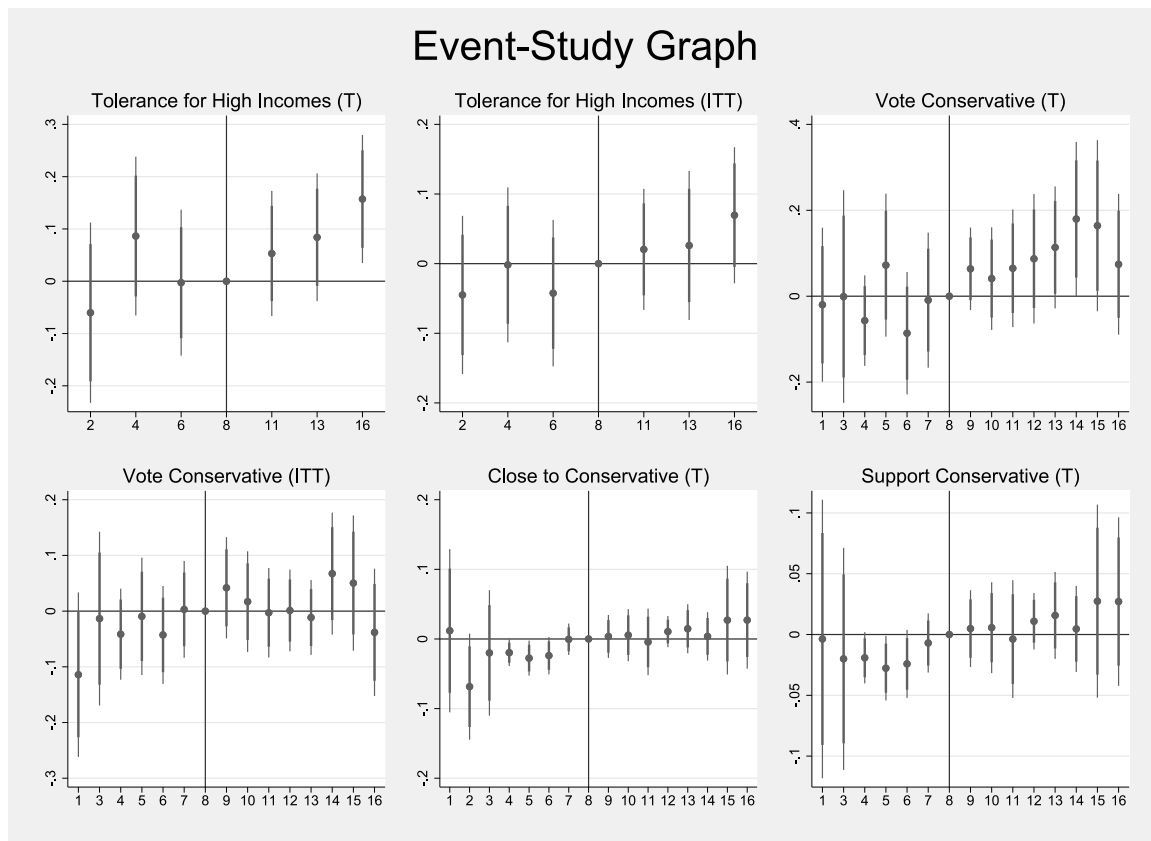 Event-Study Graph
Tolerance for High Incomes (T)
.3
.2
.1
0
-.1
-.2
2 4 6 8 11 13 16
Tolerance for High Incomes (ITT)
.2
.1
0
-.1
-.2
2 4 6 8 11 13 16
Vote Conservative (T)
.4
.2
0
-.2
1 3 4 5 6 7 8 9 10 11 12 13 14 15 16
Vote Conservative (ITT)
.2
.1
0
-.1
-.2
-.3
1 3 4 5 6 7 8 9 10 11 12 13 14 15 16
Close to Conservative (T)
.2
.1
0
-.1
-.2
1 2 3 4 5 6 7 8 9 10 11 12 13 14 15 16
Support Conservative (T)
.1
.05
0
-.05
-.1
1 3 4 5 6 7 8 9 10 11 12 13 14 15 16